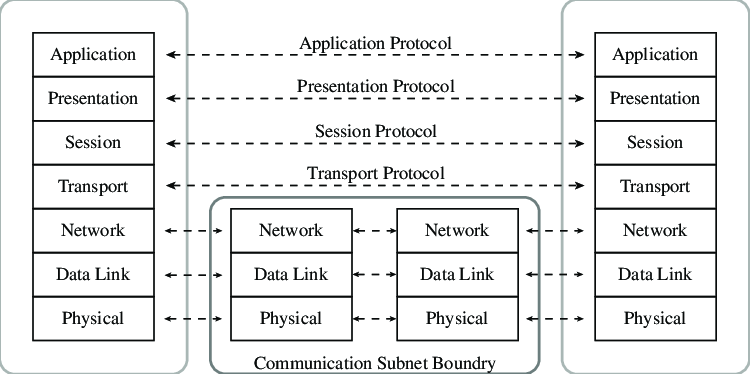 Application Application Protocol Application
Presentation Presentation Protocol Presentation
Session Session Protocol Session
Transport Transport Protocol Transport
Network Network Network Network
Data Link Data Link Data Link Data Link
Physical Physical Physical Physical
Communication Subnet Boundry